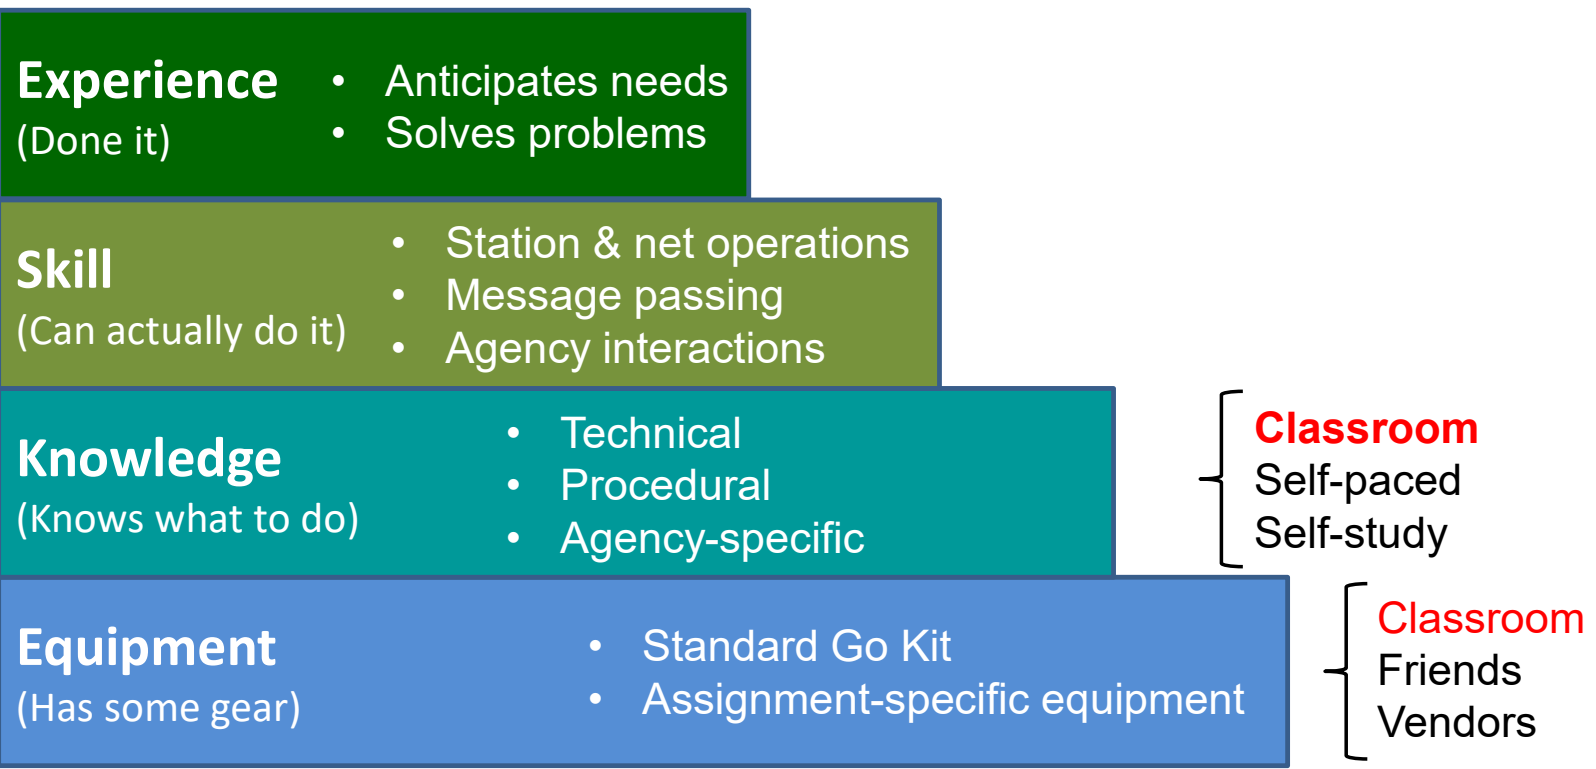 Experience
(Done it)
• Anticipates needs
• Solves problems
Skill
(Can actually do it)
• Station & net operations
• Message passing
• Agency interactions
Knowledge
(Knows what to do)
• Technical
• Procedural
• Agency-specific
Classroom
Self-paced
Self-study
Equipment
(Has some gear)
• Standard Go Kit
• Assignment-specific equipment
Classroom
Friends
Vendors